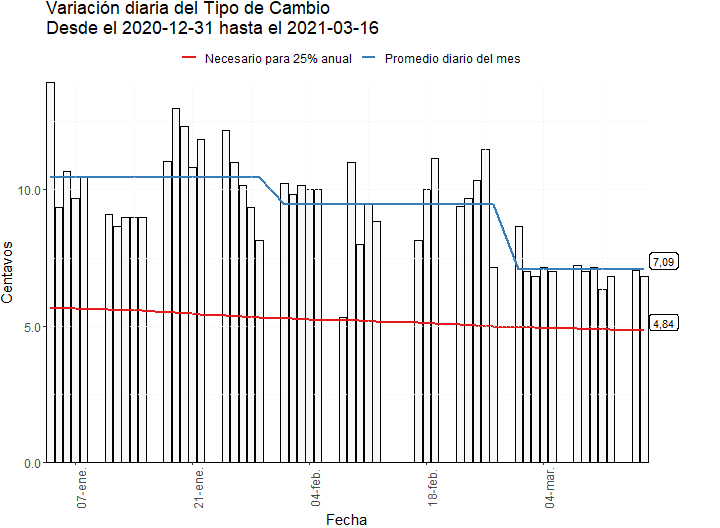 Variación diaria del Tipo de Cambio
Desde el 2020-12-31 hasta el 2021-03-16
Necesario para 25% anual
Promedio diario del mes
Centavos
10.0
5.0
0.0
7,09
4,84
07-ene.
21-ene.
04-feb.
18-feb.
04-mar.
Fecha